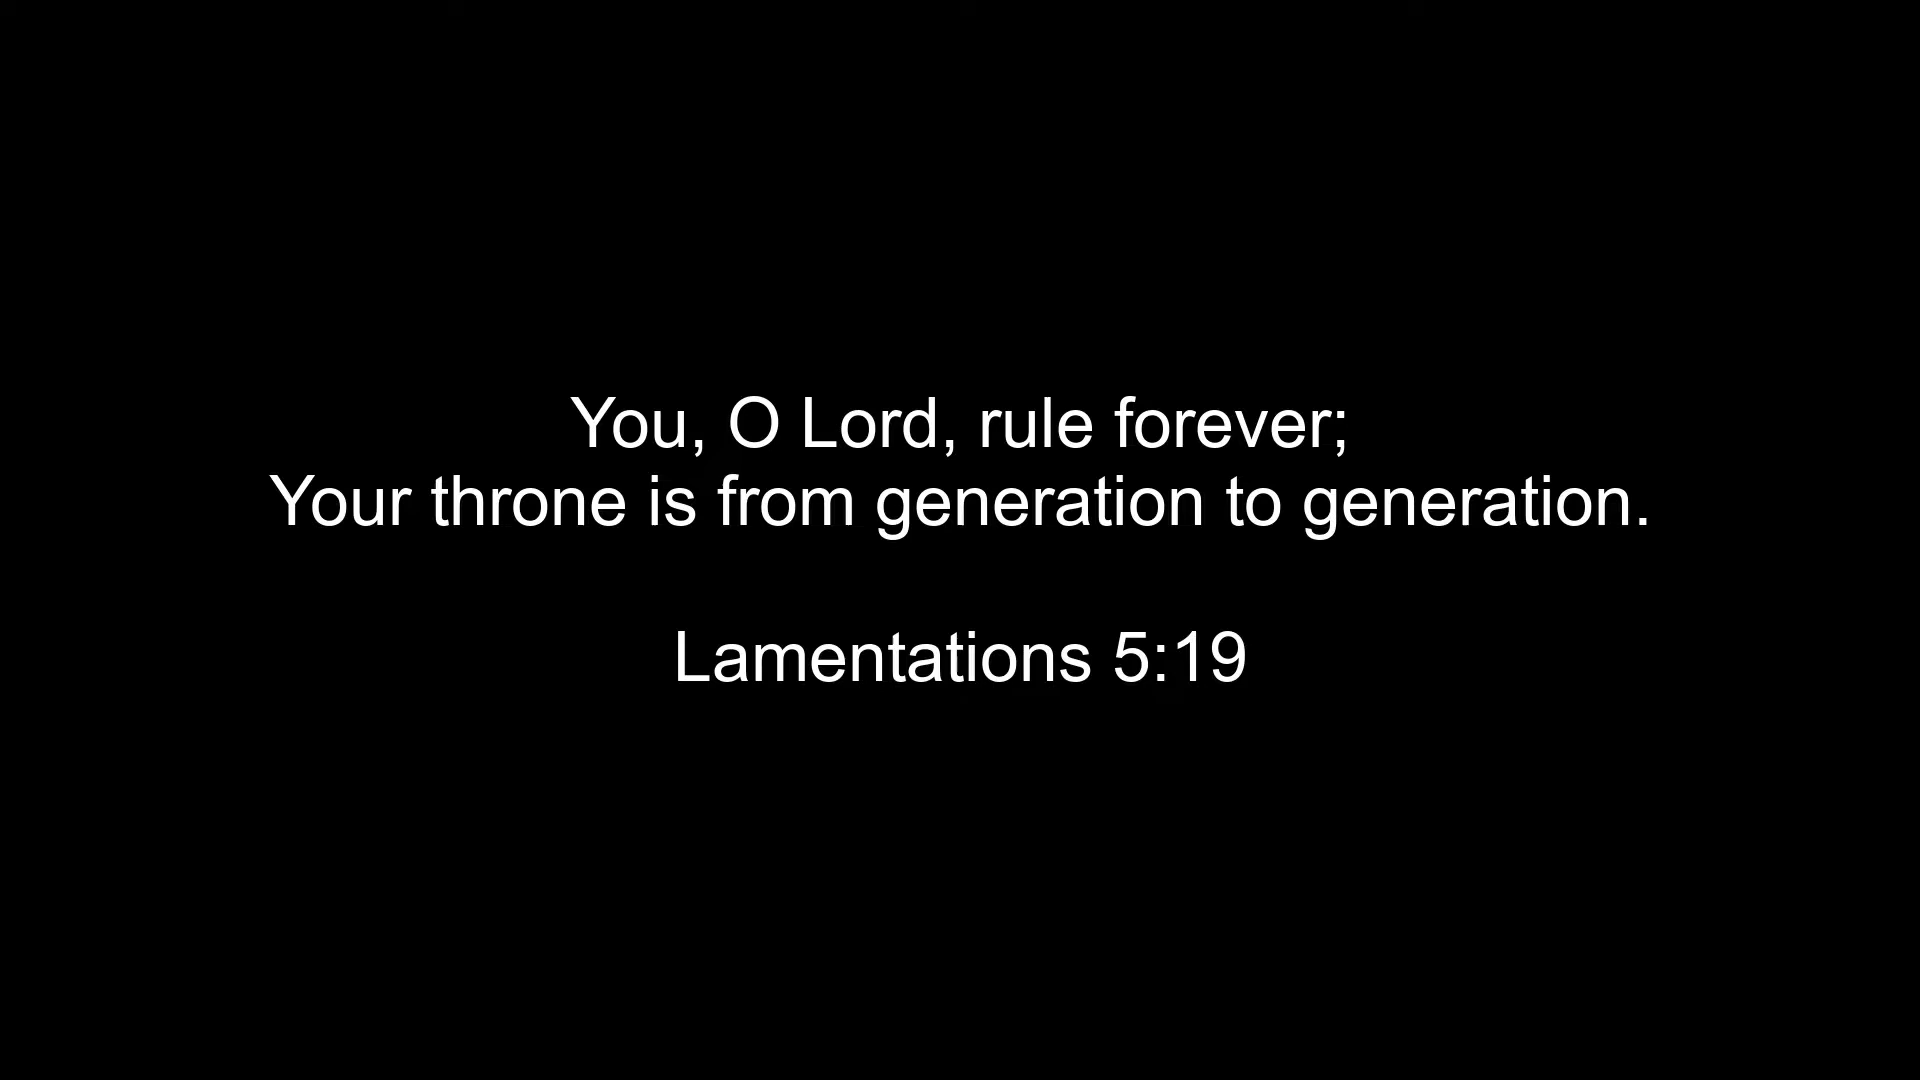 You, O Lord, rule forever;
Your throne is from generation to generation.
Lamentations 5:19